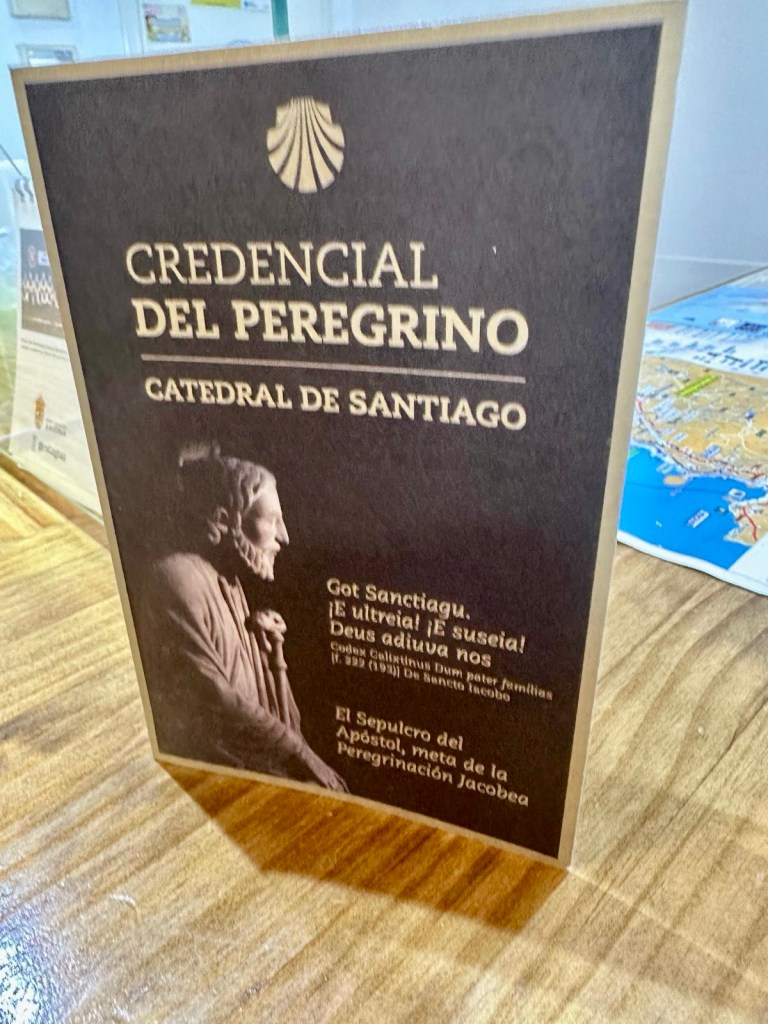 CREDENCIAL
DEL PEREGRINO
CATEDRAL DE SANTIAGO
Got Sanctiagu.
¡E ultreia! ¡E suseia!
Deus adiuva nos
Codex Calixtinus Dum pater familias
(f. 222 (193)) De Sancto Iacobo
El Sepulcro del
Apóstol, meta de la
Peregrinación Jacobea